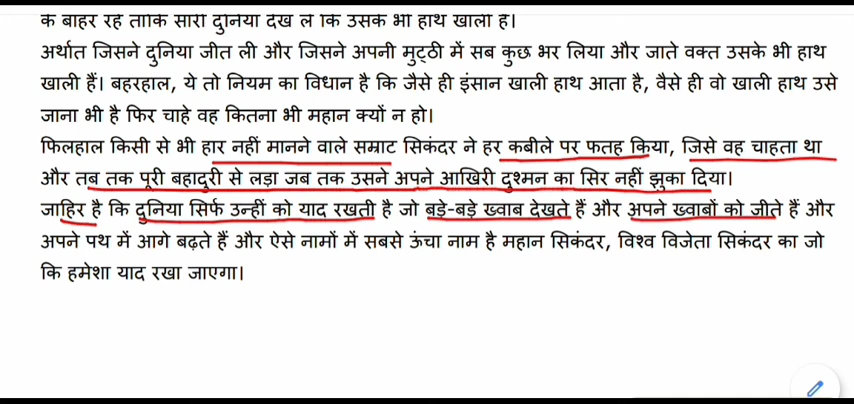 के बाहर रहें ताकि सारी दुनिया देख ले कि उसके भी हाथ खाली हैं।
अर्थात जिसने दुनिया जीत ली और जिसने अपनी मुट्ठी में सब कुछ भर लिया और जाते वक्त उसके भी हाथ
खाली हैं। बहरहाल, ये तो नियम का विधान है कि जैसे ही इंसान खाली हाथ आता है, वैसे ही वो खाली हाथ उसे
जाना भी है फिर चाहे वह कितना भी महान क्यों न हो।
फिलहाल किसी से भी हार नहीं मानने वाले सम्राट सिकंदर ने हर कबीले पर फतह किया, जिसे वह चाहता था
और तब तक पूरी बहादुरी से लड़ा जब तक उसने अपने आखिरी दुश्मन का सिर नहीं झुका दिया।
जाहिर है कि दुनिया सिर्फ उन्हीं को याद रखती है जो बड़े-बड़े ख्वाब देखते हैं और अपने ख्वाबों को जीते हैं और
अपने पथ में आगे बढ़ते हैं और ऐसे नामों में सबसे ऊंचा नाम है महान सिकंदर, विश्व विजेता सिकंदर का जो
कि हमेशा याद रखा जाएगा।